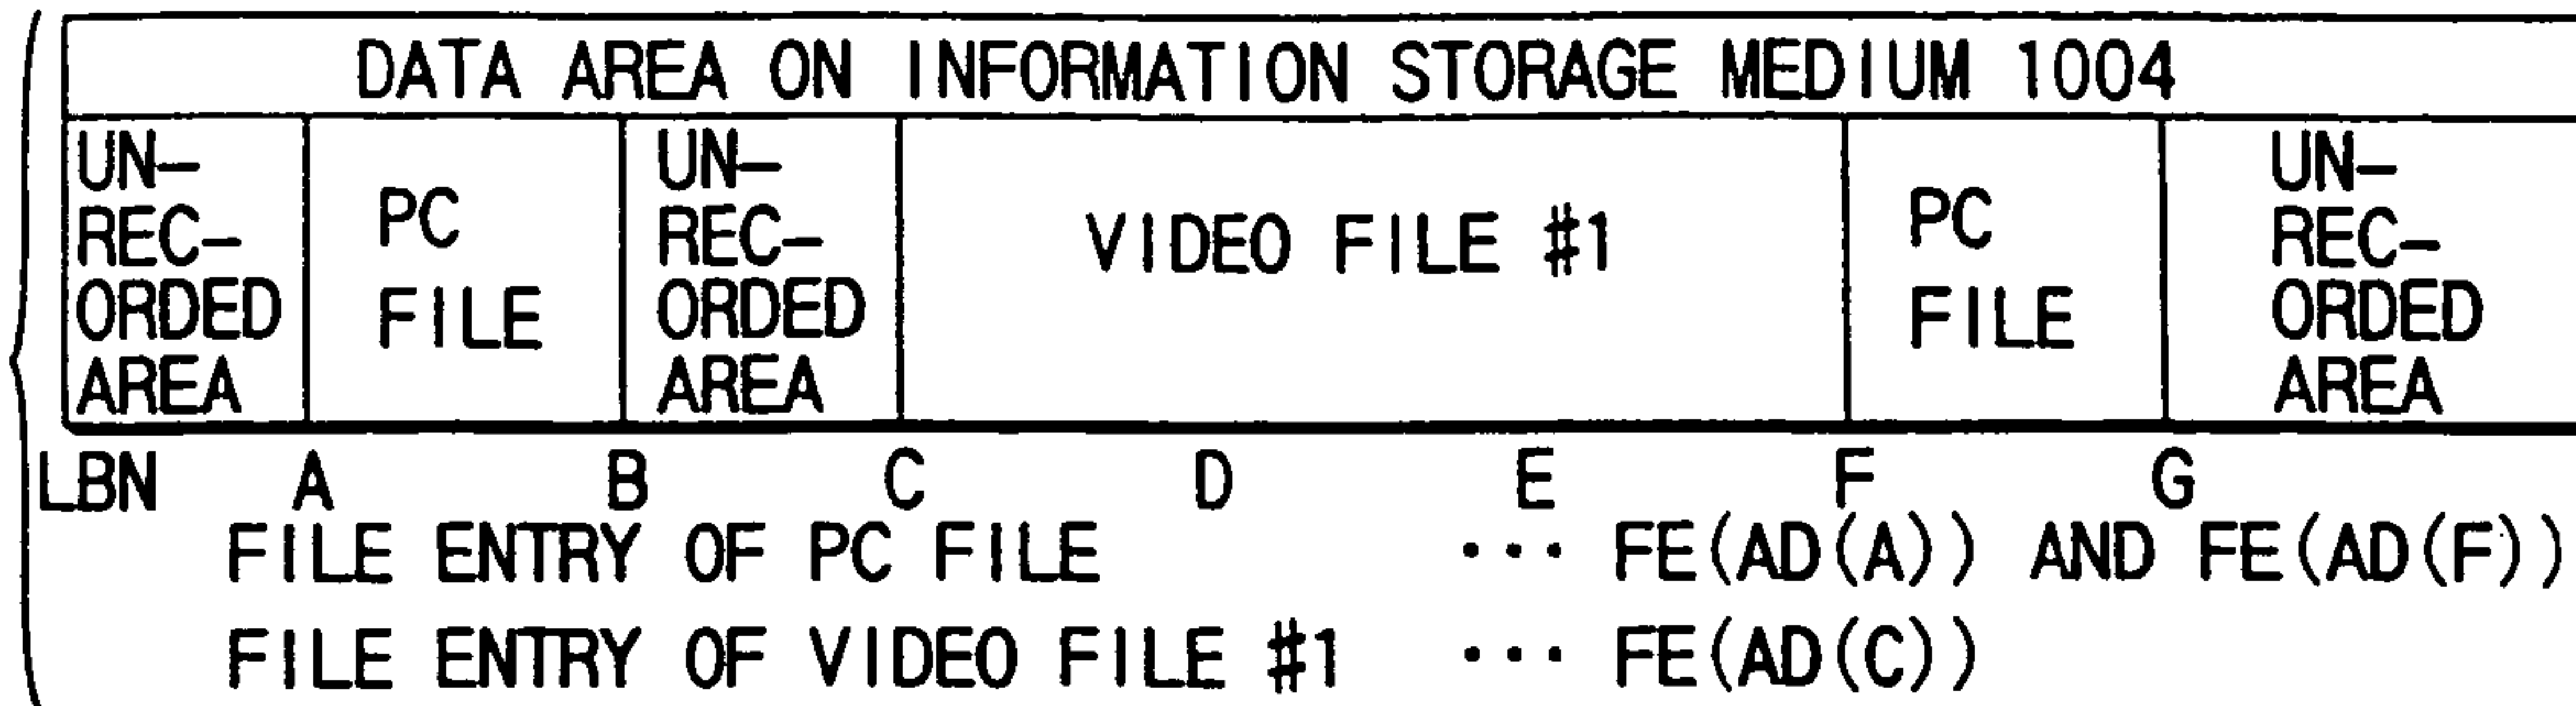 DATA AREA ON INFORMATION STORAGE MEDIUM 1004
UN-
REC-
ORDED
AREA
PC
FILE
UN-
REC-
ORDED
AREA
VIDEO FILE #1
PC
FILE
UN-
REC-
ORDED
AREA
LBN A B C D E F G
FILE ENTRY OF PC FILE ··· FE(AD(A)) AND FE(AD(F))
FILE ENTRY OF VIDEO FILE #1 ··· FE(AD(C))